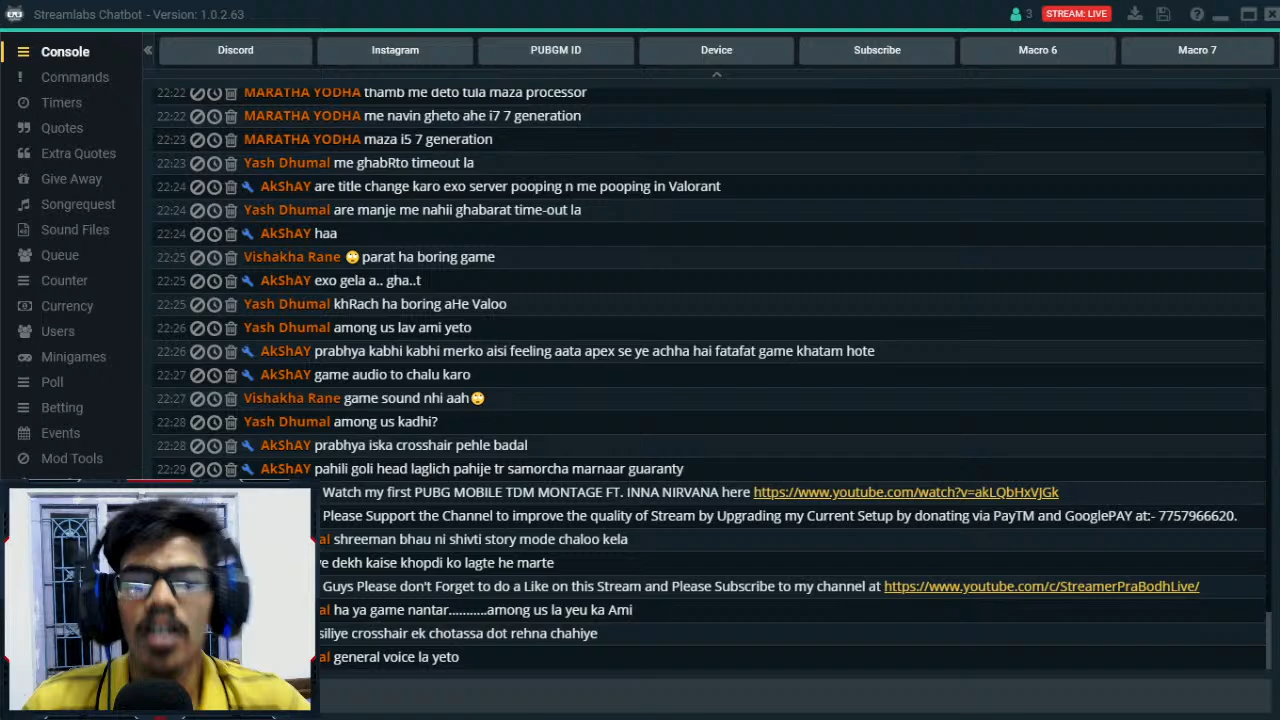 Streamlabs Chatbot - Version: 1.0.2.63
3
STREAM: LIVE
Console
Commands
Timers
Quotes
Extra Quotes
Give Away
Songrequest
Sound Files
Queue
Counter
Currency
Users
Minigames
Poll
Betting
Events
Mod Tools
Discord
Instagram
PUBGM ID
Device
Subscribe
Macro 6
Macro 7
22:22 MARATHA YODHA thamb me deto tula maza processor
22:22 MARATHA YODHA me navin gheto ahe i7 7 generation
22:23 MARATHA YODHA maza i5 7 generation
22:23 Yash Dhumal me ghabRto timeout la
22:24 AkShAY are title change karo exo server pooping n me pooping in Valorant
22:24 Yash Dhumal are manje me nahii ghabarat time-out la
22:24 AkShAY haa
22:25 Vishakha Rane 🙄 parat ha boring game
22:25 AkShAY exo gela a.. gha..t
22:25 Yash Dhumal khRach ha boring aHe Valoo
22:26 Yash Dhumal among us lav ami yeto
22:26 AkShAY prabhya kabhi kabhi merko aisi feeling aata apex se ye achha hai fatafat game khatam hote
22:27 AkShAY game audio to chalu karo
22:27 Vishakha Rane game sound nhi aah🙄
22:28 Yash Dhumal among us kadhi?
22:28 AkShAY prabhya iska crosshair pehle badal
22:29 AkShAY pahili goli head laglich pahije tr samorcha marnaar guaranty
Watch my first PUBG MOBILE TDM MONTAGE FT. INNA NIRVANA here https://www.youtube.com/watch?v=akLQbHxVJGk
Please Support the Channel to improve the quality of Stream by Upgrading my Current Setup by donating via PayTM and GooglePAY at:- 7757966620.
al shreeman bhau ni shivti story mode chaloo kela
e dekh kaise khopdi ko lagte he marte
Guys Please don't Forget to do a Like on this Stream and Please Subscribe to my channel at https://www.youtube.com/c/StreamerPraBodhLive/
al ha ya game nantar...........among us la yeu ka Ami
siliye crosshair ek chotassa dot rehna chahiye
al general voice la yeto